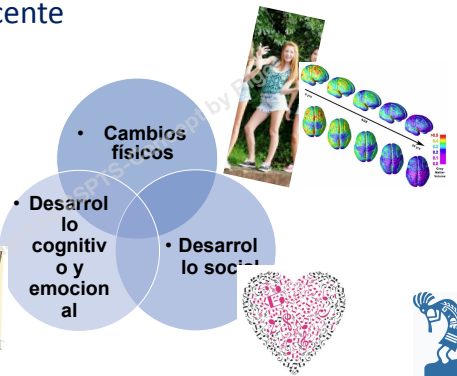 cente
• Cambios
físicos
• Desarrol
lo
cognitiv
o y
emocion
al
• Desarrol
lo social